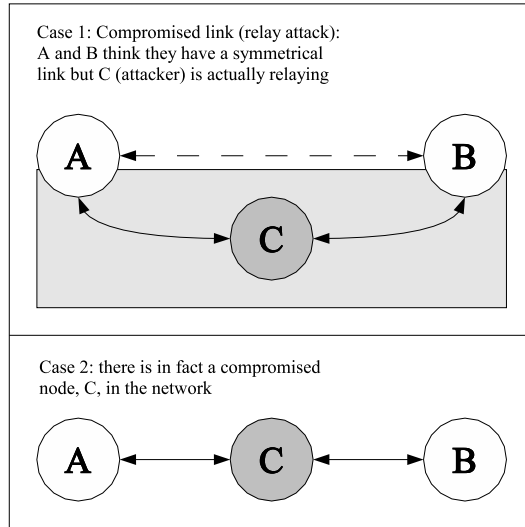 Case 1: Compromised link (relay attack):
A and B think they have a symmetrical
link but C (attacker) is actually relaying
A
B
C
Case 2: there is in fact a compromised
node, C, in the network
A
C
B